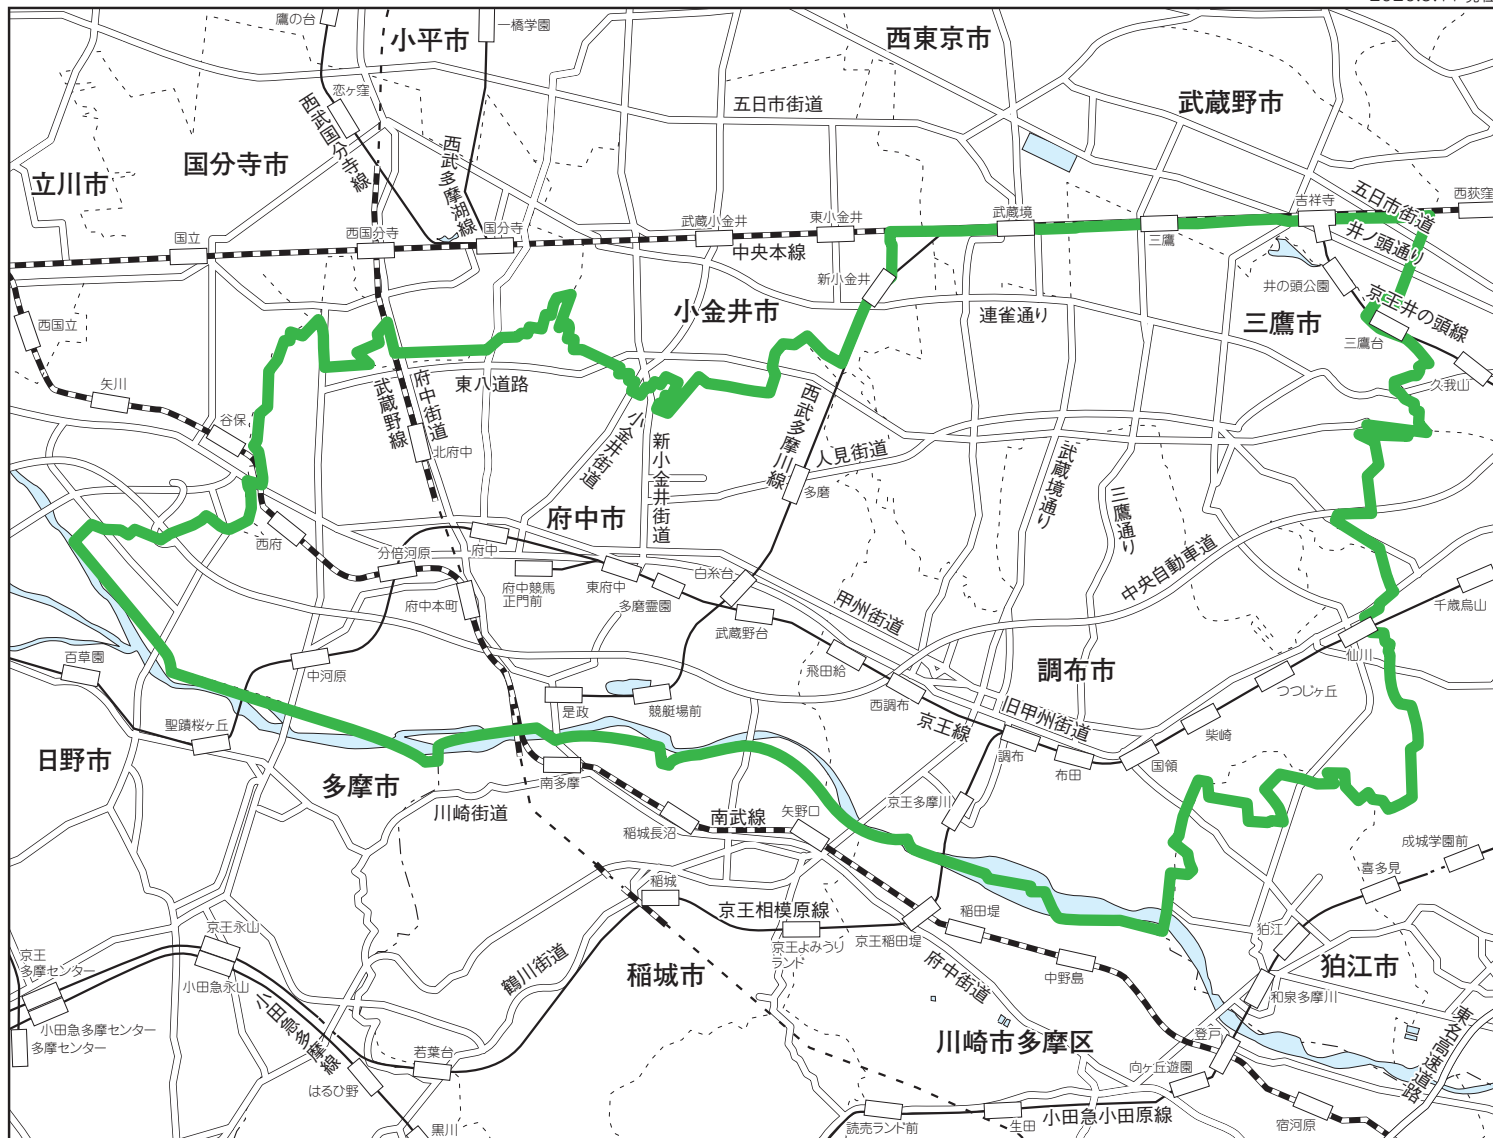 鷹の台
一橋学園
小平市
西東京市
恋ヶ窪
五日市街道
武蔵野市
西武国分寺線
西武多摩湖線
国分寺市
立川市
国立
西国分寺
国分寺
武蔵小金井
東小金井
武蔵境
三鷹
吉祥寺
五日市街道
西荻窪
中央本線
井ノ頭通り
新小金井
井の頭公園
京王井の頭線
西国立
小金井市
連雀通り
三鷹市
三鷹台
久我山
矢川
谷保
武蔵野線
府中街道
東八道路
北府中
小金井街道
新小金井街道
西武多摩川線
人見街道
多磨
武蔵境通り
三鷹通り
府中市
西府
分倍河原
府中
府中競馬
正門前
東府中
多磨霊園
白糸台
中央自動車道
甲州街道
府中本町
武蔵野台
千歳烏山
仙川
百草園
中河原
飛田給
調布市
つつじヶ丘
西調布
旧甲州街道
京王線
是政
競艇場前
聖蹟桜ヶ丘
柴崎
調布
布田
国領
日野市
多摩市
南多摩
川崎街道
稲城長沼
南武線
矢野口
京王多摩川
成城学園前
喜多見
稲城
京王相模原線
京王よみうり
ランド
京王稲田堤
稲田堤
狛江
京王永山
京王
多摩センター
小田急永山
鶴川街道
稲城市
府中街道
中野島
狛江市
和泉多摩川
小田急多摩センター
多摩センター
小田急多摩線
若葉台
はるひ野
川崎市多摩区
登戸
向ヶ丘遊園
東名高速道路
黒川
読売ランド前
生田
小田急小田原線
宿河原